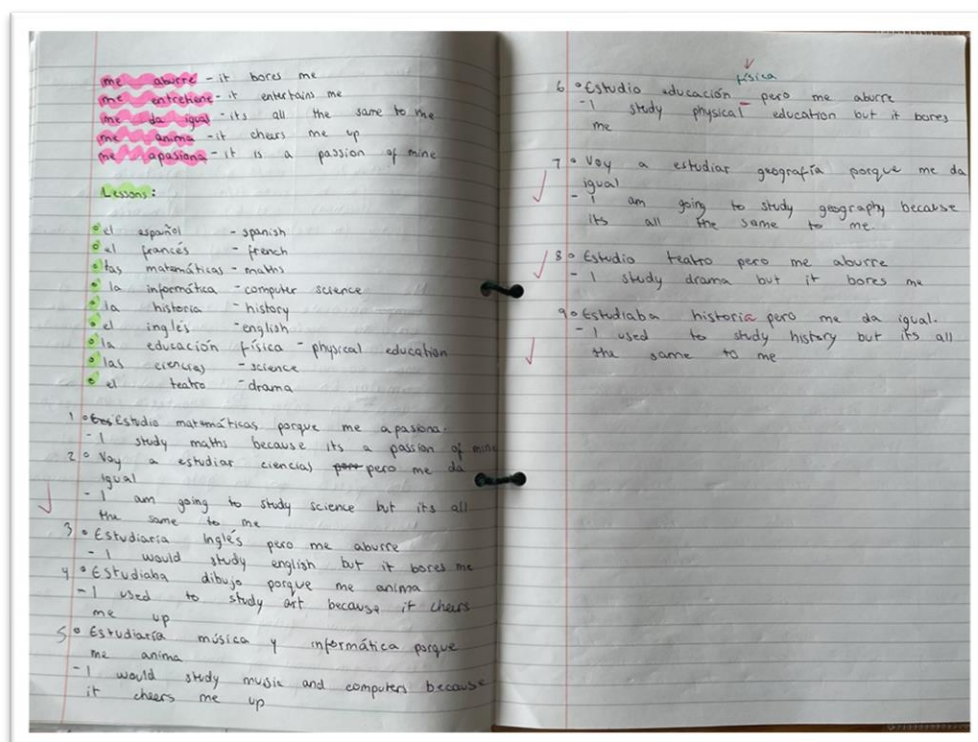 me aburre - it bores me
me entretiene - it entertains me
me da igual - its all the same to me
me anima - it cheers me up
me apasiona - it is a passion of mine
Lessons:
el español - spanish
el francés - french
las matemáticas - maths
la informática - computer science
la historia - history
el inglés - english
la educación física - physical education
las ciencias - science
el teatro - drama
1 Estudio matemáticas porque me apasiona.
- I study maths because its a passion of mine
2 Voy a estudiar ciencias pero me da
igual
- I am going to study science but its all
the same to me
3 Estudiaría inglés pero me aburre
- I would study english but it bores me
4 Estudiaba dibujo porque me anima
- I used to study art because it cheers
me up
5 Estudiaría música y informática porque
me anima
- I would study music and computers because
it cheers me up
física
6 Estudio educación pero me aburre
- I study physical education but it bores
me
7 Voy a estudiar geografía porque me da
igual
- I am going to study geography because
its all the same to me.
8 Estudio teatro pero me aburre
- I study drama but it bores me
9 Estudiaba historia pero me da igual.
- I used to study history but its all
the same to me